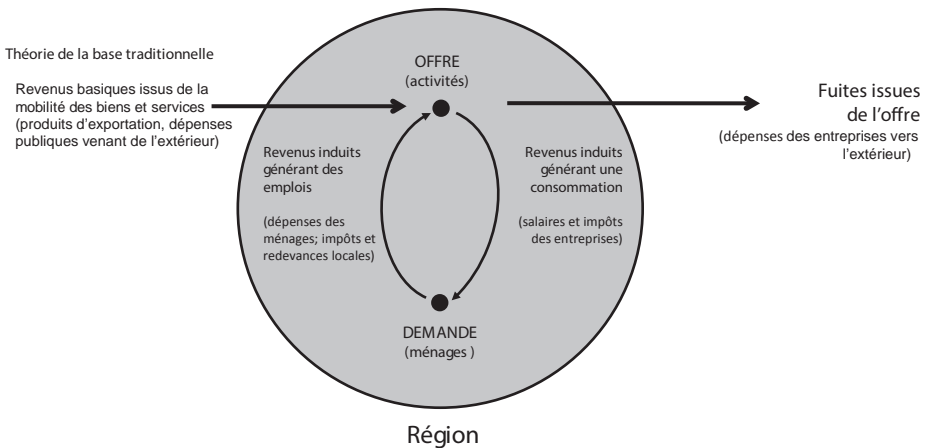 Théorie de la base traditionnelle
Revenus basiques issus de la
mobilité des biens et services
(produits d'exportation, dépenses
publiques venant de l'extérieur)
OFFRE
(activités)
Fuites issues
de l'offre
(dépenses des entreprises vers
l'extérieur)
Revenus induits
générant des
emplois
(dépenses des
ménages; impôts et
redevances locales)
Revenus induits
générant une
consommation
(salaires et impôts
des entreprises)
DEMANDE
(ménages )
Région